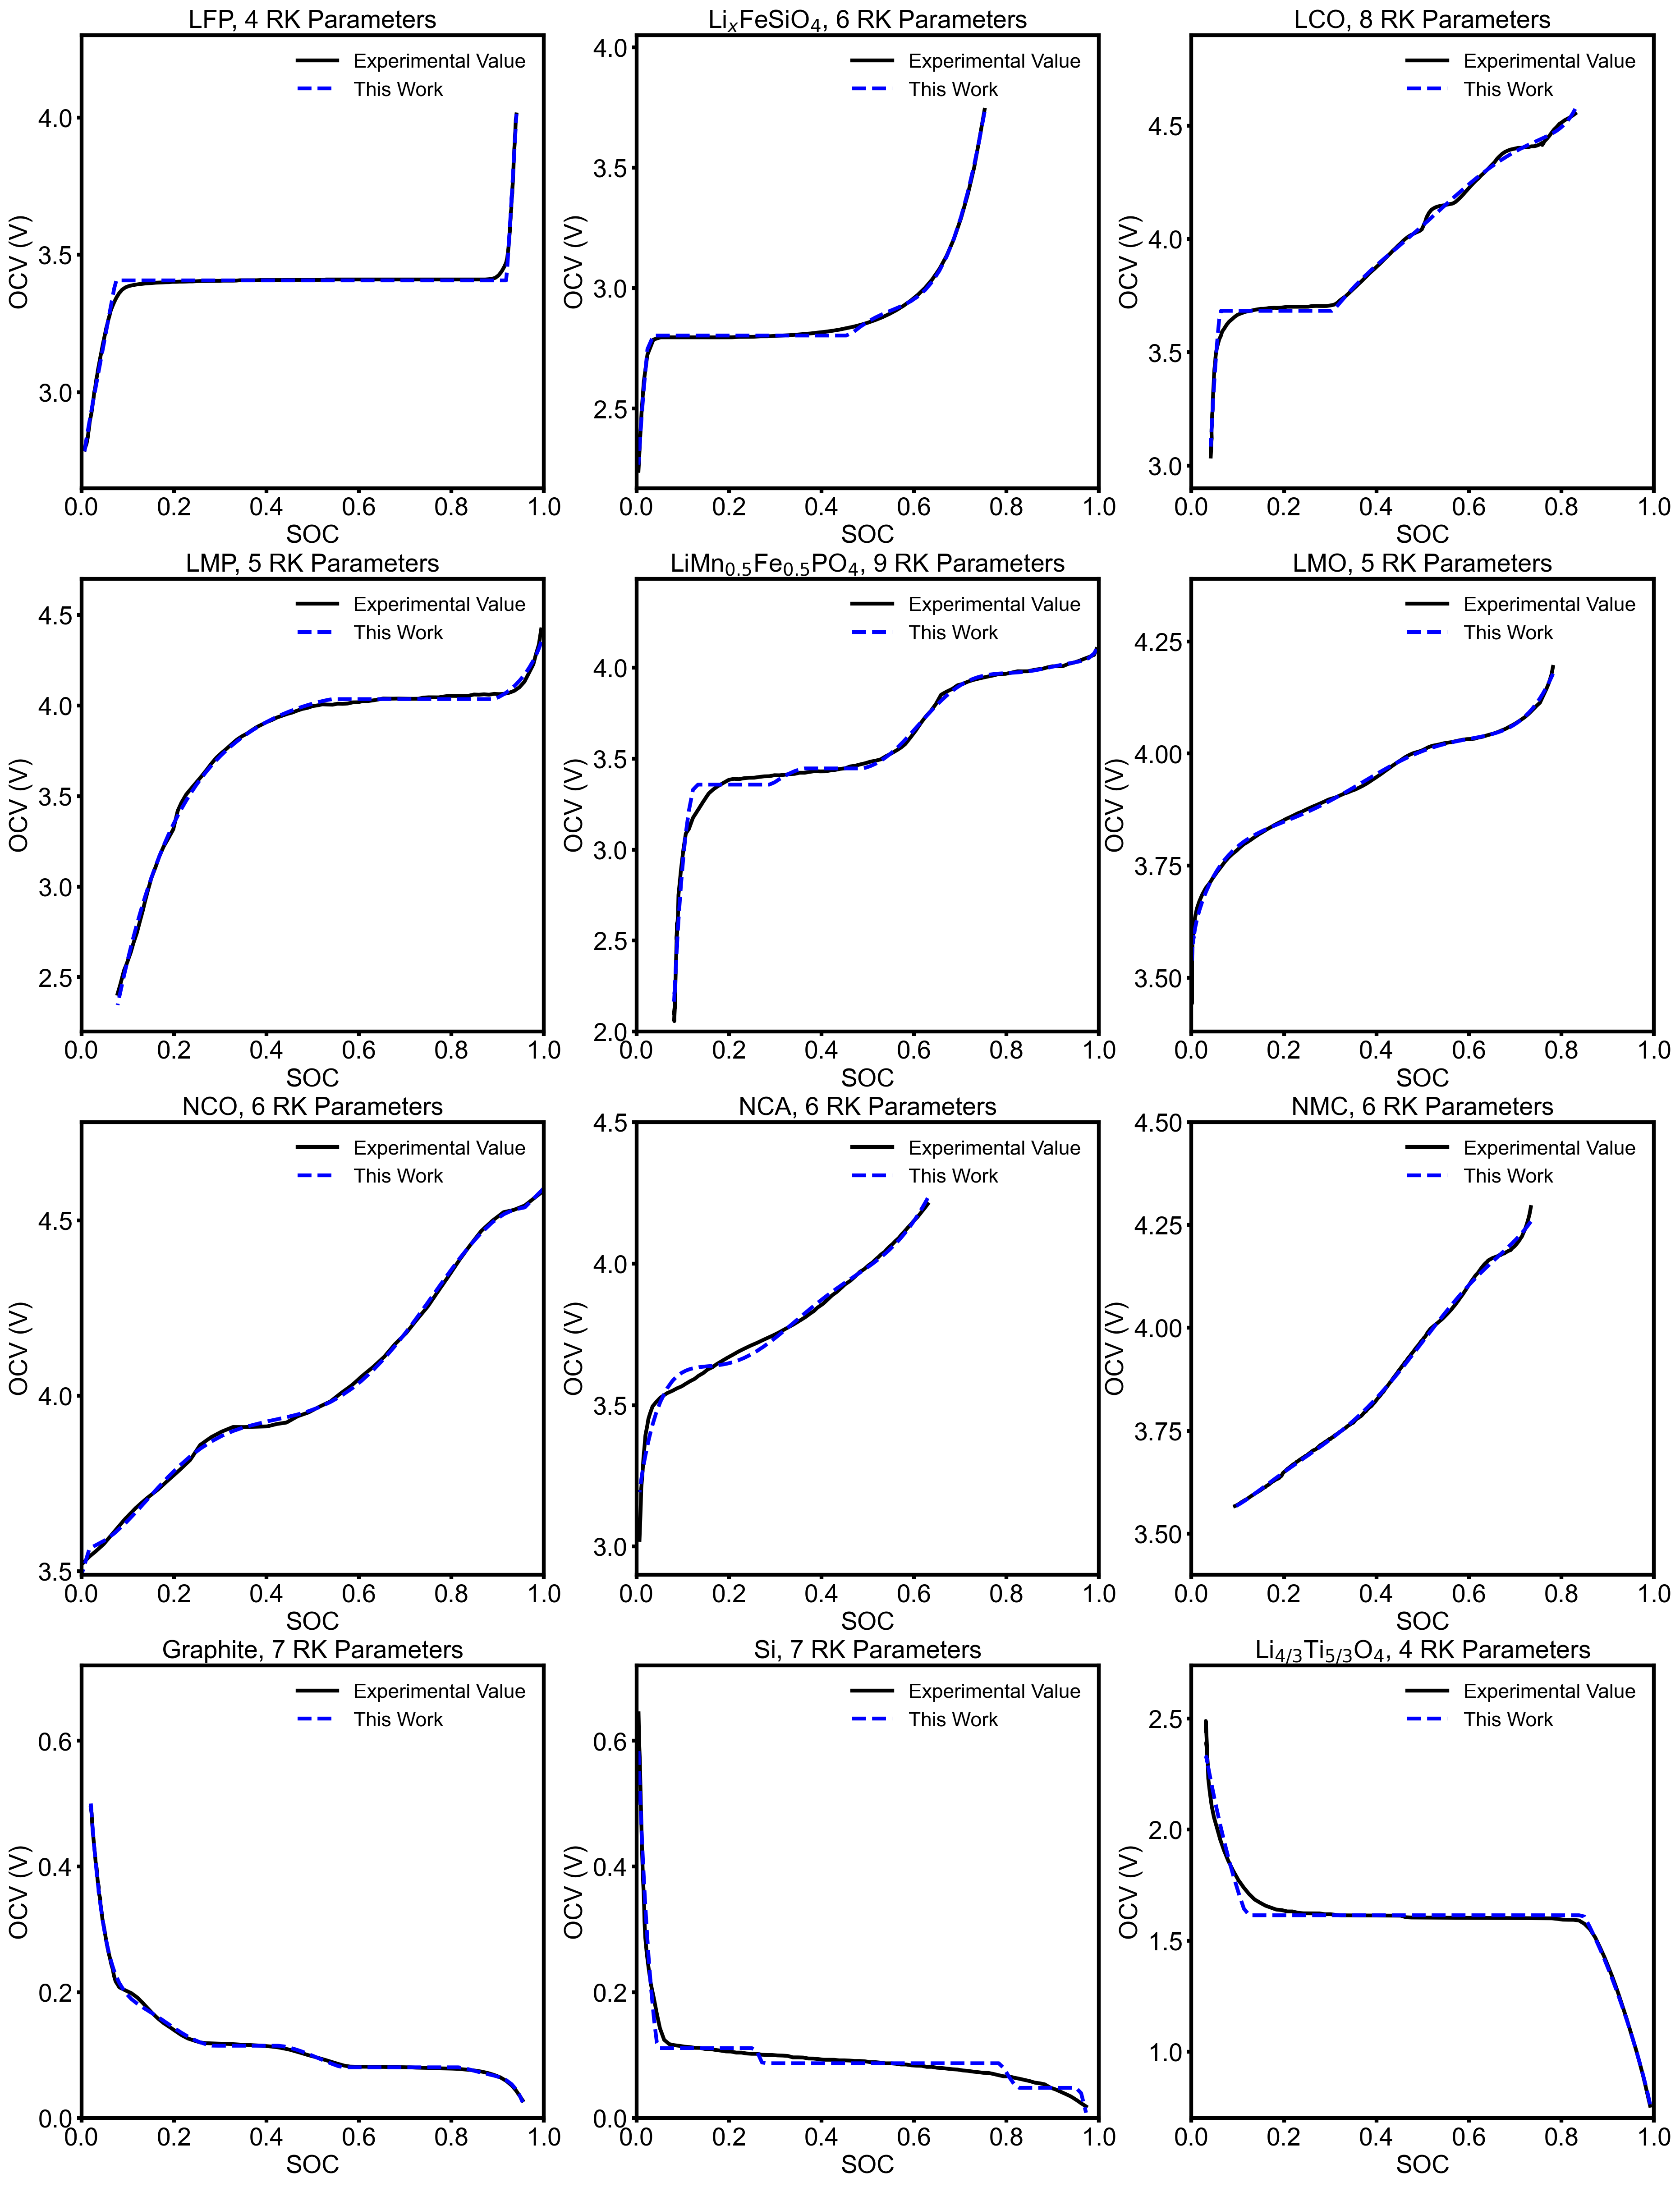 LFP, 4 RK Parameters
Experimental Value
This Work
4.0
3.5
3.0
OCV (V)
0.0 0.2 0.4 0.6 0.8 1.0
SOC
LiₓFeSiO₄, 6 RK Parameters
Experimental Value
This Work
4.0
3.5
3.0
2.5
OCV (V)
0.0 0.2 0.4 0.6 0.8 1.0
SOC
LCO, 8 RK Parameters
Experimental Value
This Work
4.5
4.0
3.5
3.0
OCV (V)
0.0 0.2 0.4 0.6 0.8 1.0
SOC
LMP, 5 RK Parameters
Experimental Value
This Work
4.5
4.0
3.5
3.0
2.5
OCV (V)
0.0 0.2 0.4 0.6 0.8 1.0
SOC
LiMn₀.₅Fe₀.₅PO₄, 9 RK Parameters
Experimental Value
This Work
4.0
3.5
3.0
2.5
2.0
OCV (V)
0.0 0.2 0.4 0.6 0.8 1.0
SOC
LMO, 5 RK Parameters
Experimental Value
This Work
4.25
4.00
3.75
3.50
OCV (V)
0.0 0.2 0.4 0.6 0.8 1.0
SOC
NCO, 6 RK Parameters
Experimental Value
This Work
4.5
4.0
3.5
OCV (V)
0.0 0.2 0.4 0.6 0.8 1.0
SOC
NCA, 6 RK Parameters
Experimental Value
This Work
4.5
4.0
3.5
3.0
OCV (V)
0.0 0.2 0.4 0.6 0.8 1.0
SOC
NMC, 6 RK Parameters
Experimental Value
This Work
4.50
4.25
4.00
3.75
3.50
OCV (V)
0.0 0.2 0.4 0.6 0.8 1.0
SOC
Graphite, 7 RK Parameters
Experimental Value
This Work
0.6
0.4
0.2
0.0
OCV (V)
0.0 0.2 0.4 0.6 0.8 1.0
SOC
Si, 7 RK Parameters
Experimental Value
This Work
0.6
0.4
0.2
0.0
OCV (V)
0.0 0.2 0.4 0.6 0.8 1.0
SOC
Li₄/₃Ti₅/₃O₄, 4 RK Parameters
Experimental Value
This Work
2.5
2.0
1.5
1.0
OCV (V)
0.0 0.2 0.4 0.6 0.8 1.0
SOC